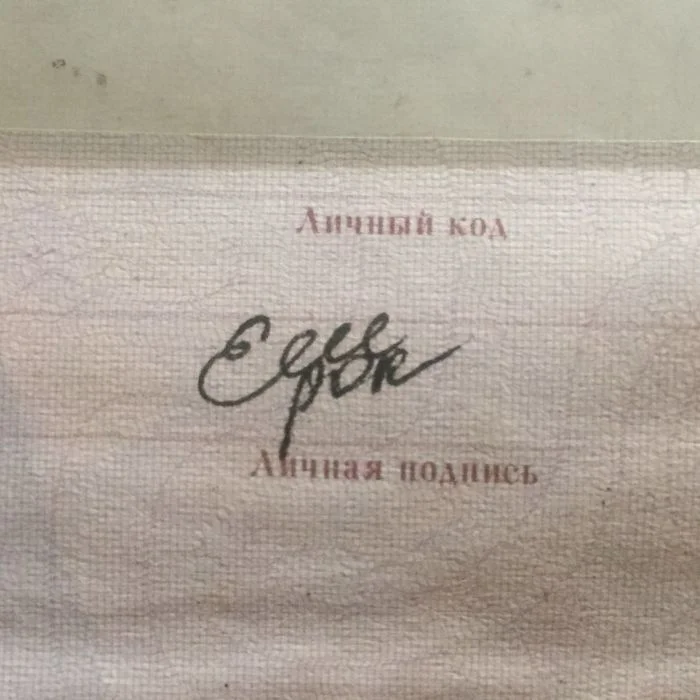 Личный код
Личная подпись